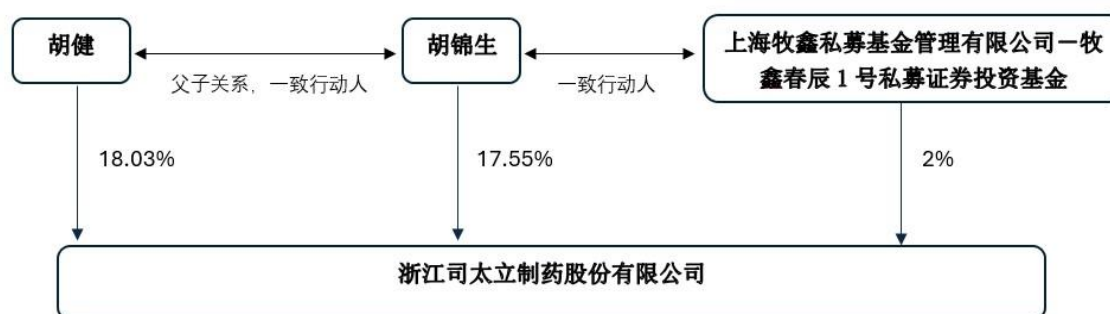 胡健
胡锦生
上海牧鑫私募基金管理有限公司－牧
鑫春辰 1 号私募证券投资基金
父子关系，一致行动人
一致行动人
18.03%
17.55%
2%
浙江司太立制药股份有限公司